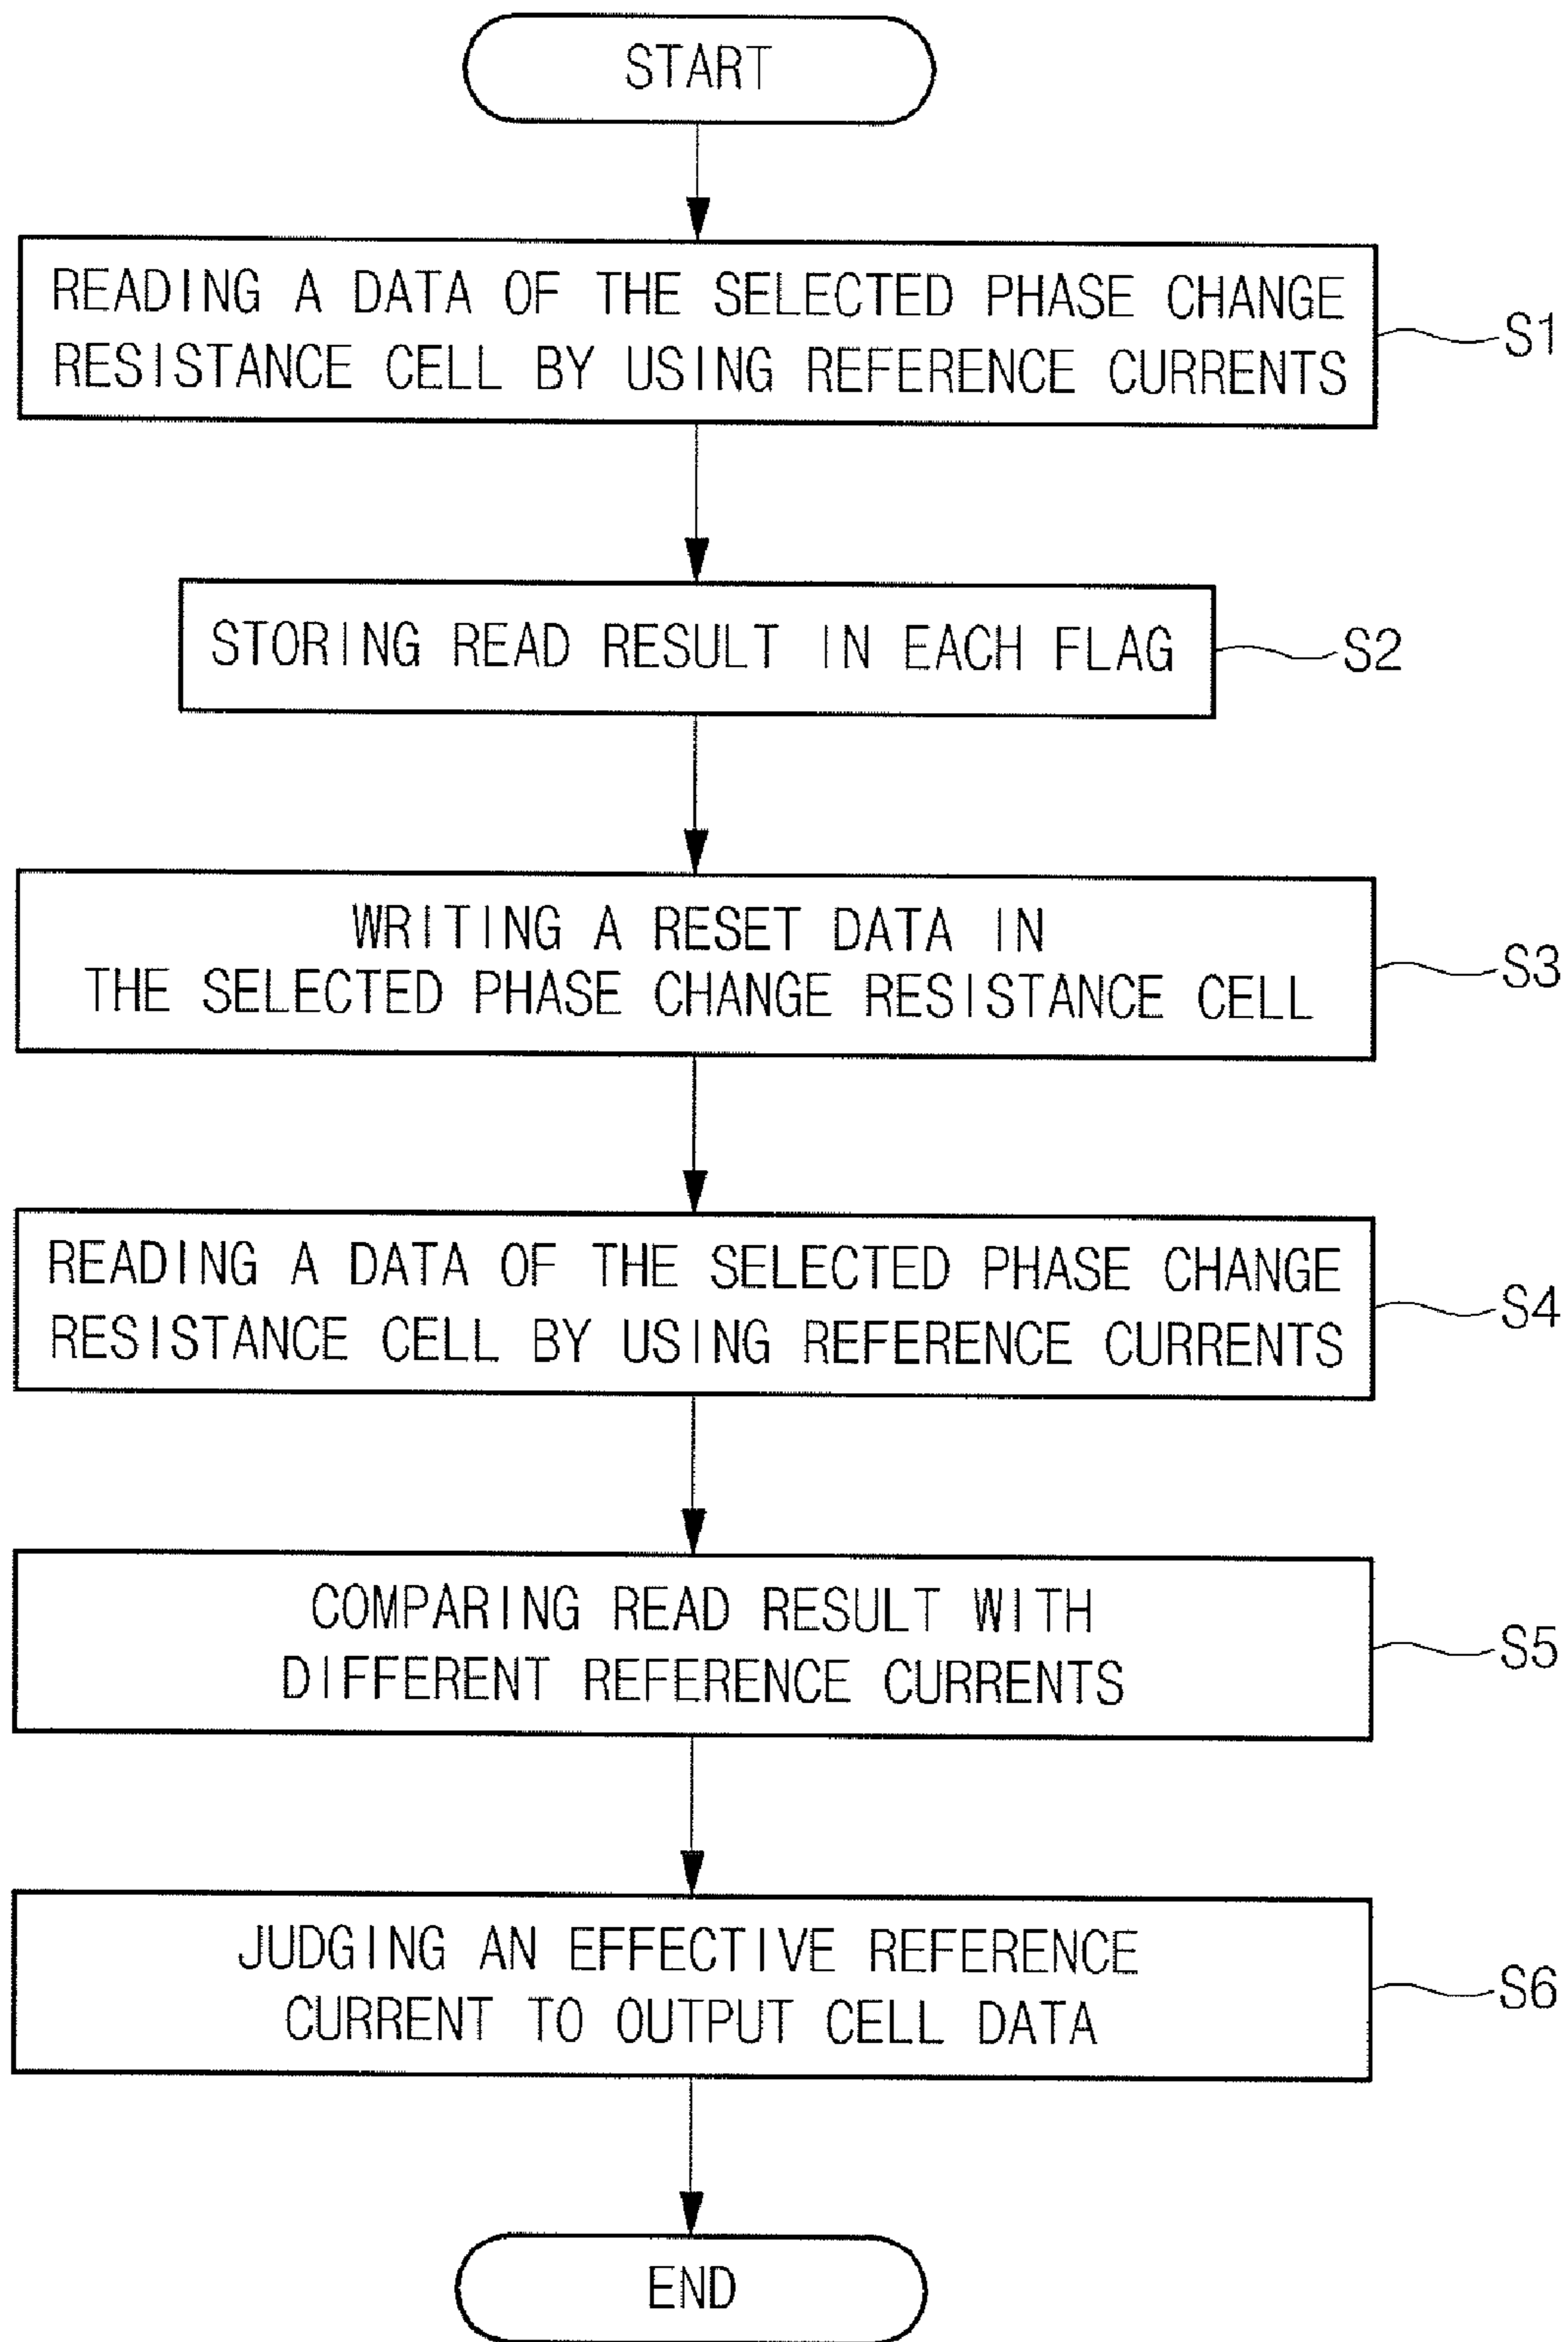 START
READING A DATA OF THE SELECTED PHASE CHANGE
RESISTANCE CELL BY USING REFERENCE CURRENTS
S1
STORING READ RESULT IN EACH FLAG
S2
WRITING A RESET DATA IN
THE SELECTED PHASE CHANGE RESISTANCE CELL
S3
READING A DATA OF THE SELECTED PHASE CHANGE
RESISTANCE CELL BY USING REFERENCE CURRENTS
S4
COMPARING READ RESULT WITH
DIFFERENT REFERENCE CURRENTS
S5
JUDGING AN EFFECTIVE REFERENCE
CURRENT TO OUTPUT CELL DATA
S6
END